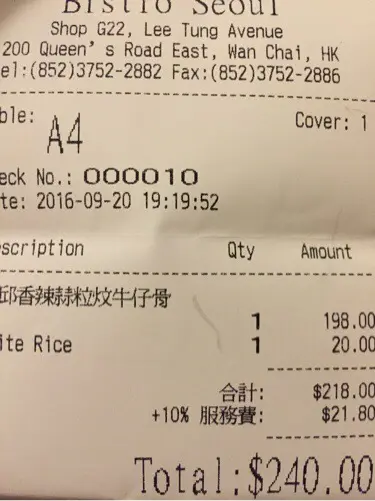 Bistro Seoul
Shop G22, Lee Tung Avenue
200 Queen's Road East, Wan Chai, HK
el:(852)3752-2882 Fax:(852)3752-2886
ble: A4 Cover: 1
eck No.: 000010
te: 2016-09-20 19:19:52
scription Qty Amount
邱香辣蒜粒炆牛仔骨
1 198.00
ite Rice 1 20.00
合計: $218.00
+10% 服務費: $21.80
Total:$240.00